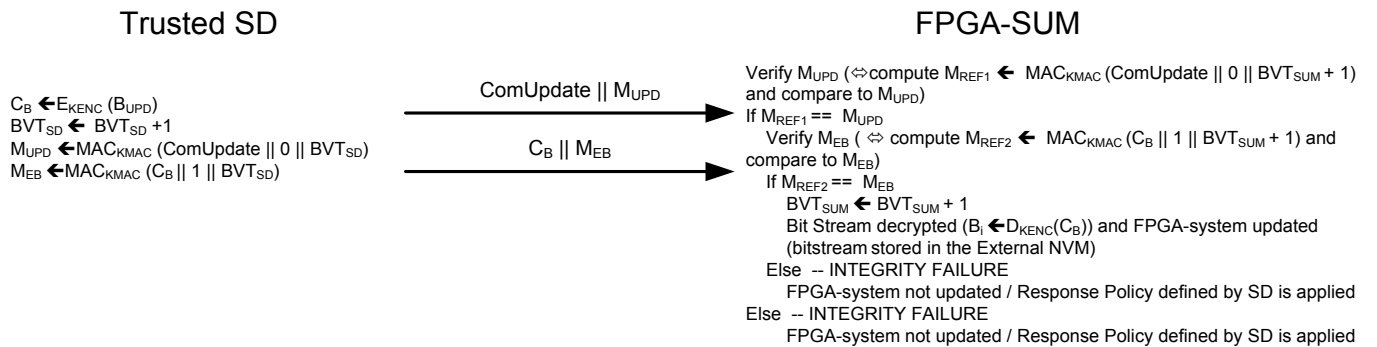 Trusted SD
FPGA-SUM
C_B 🡸E_KENC (B_UPD)
BVT_SD 🡸 BVT_SD +1
M_UPD 🡸MAC_KMAC (ComUpdate || 0 || BVT_SD)
M_EB 🡸MAC_KMAC (C_B || 1 || BVT_SD)
ComUpdate || M_UPD
C_B || M_EB
Verify M_UPD (⇔compute M_REF1 🡸 MAC_KMAC (ComUpdate || 0 || BVT_SUM + 1)
and compare to M_UPD)
If M_REF1 == M_UPD
Verify M_EB ( ⇔ compute M_REF2 🡸 MAC_KMAC (C_B || 1 || BVT_SUM + 1) and
compare to M_EB)
If M_REF2 == M_EB
BVT_SUM 🡸 BVT_SUM + 1
Bit Stream decrypted (B_i 🡸D_KENC(C_B)) and FPGA-system updated
(bitstream stored in the External NVM)
Else -- INTEGRITY FAILURE
FPGA-system not updated / Response Policy defined by SD is applied
Else -- INTEGRITY FAILURE
FPGA-system not updated / Response Policy defined by SD is applied